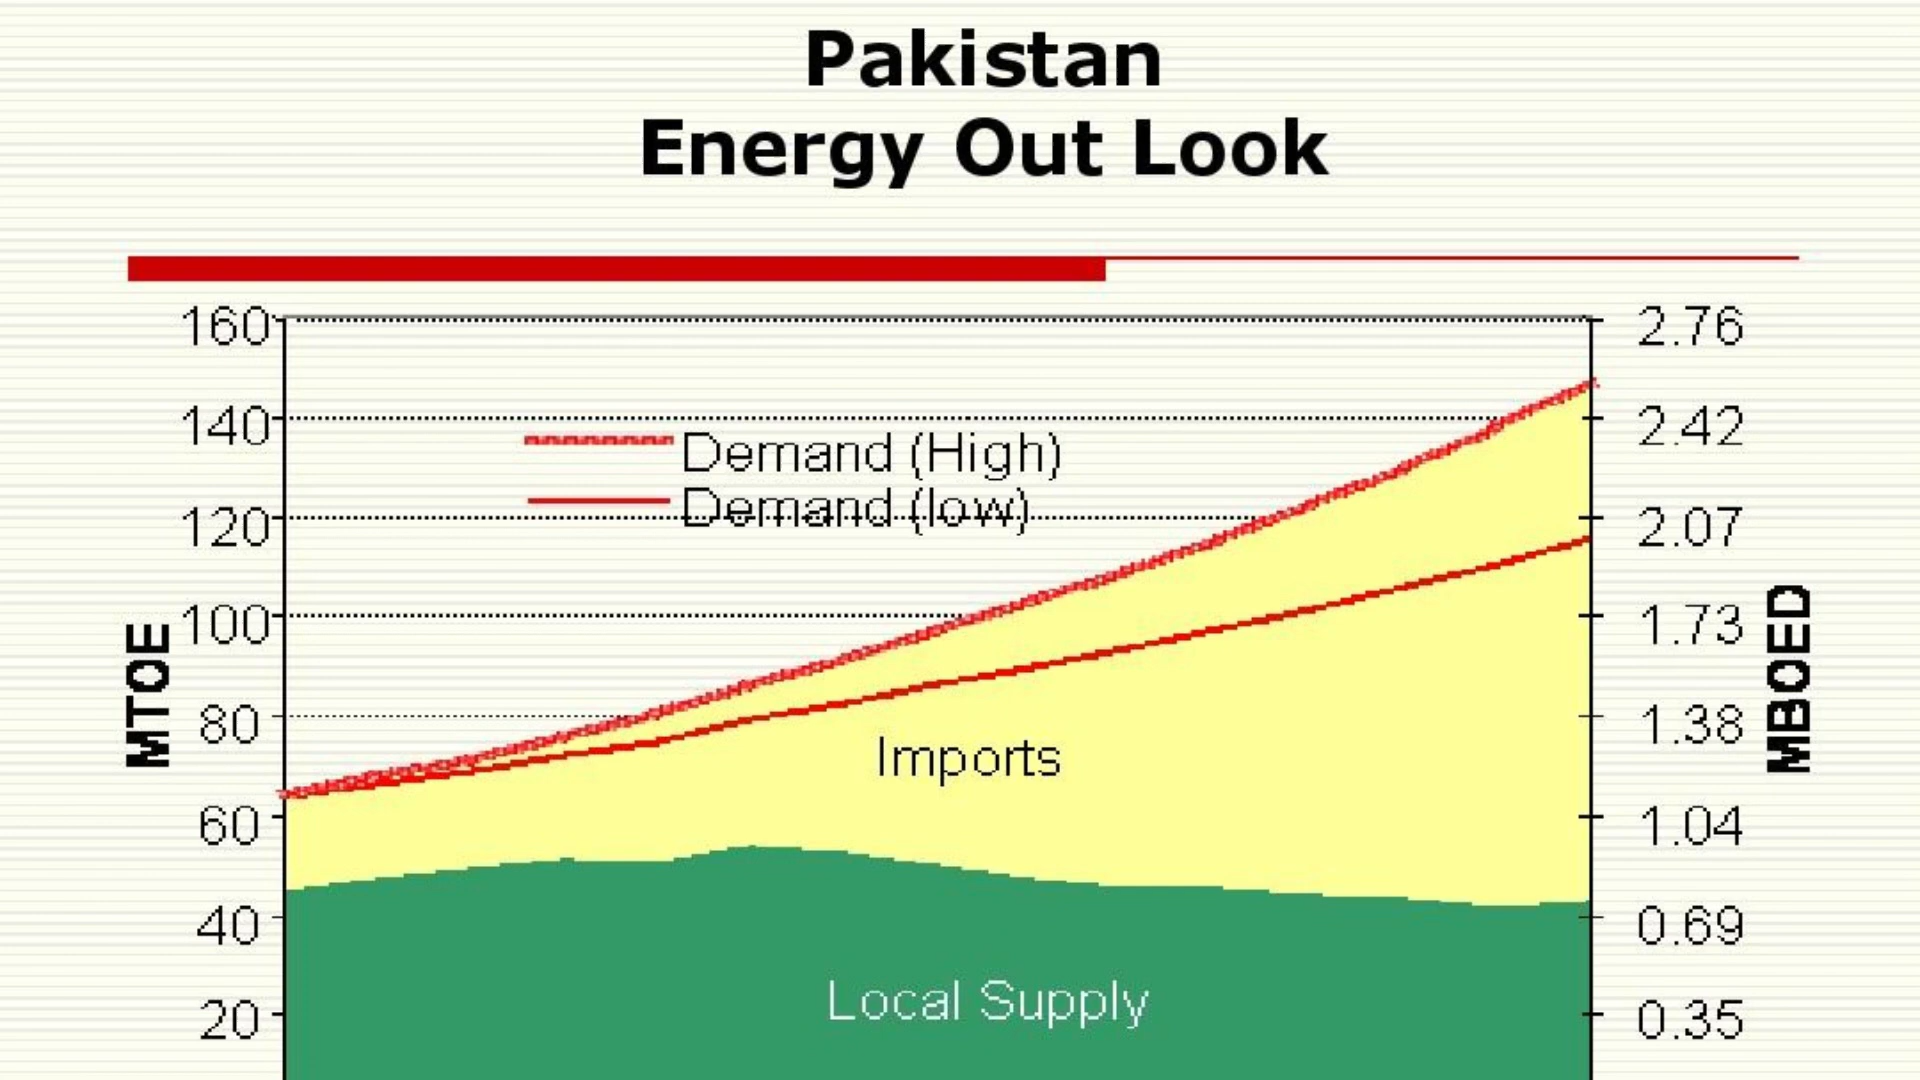 Pakistan
Energy Out Look
160
140
120
100
80
60
40
20
MTOE
Demand (High)
Demand (low)
Imports
Local Supply
2.76
2.42
2.07
1.73
1.38
1.04
0.69
0.35
MBOED